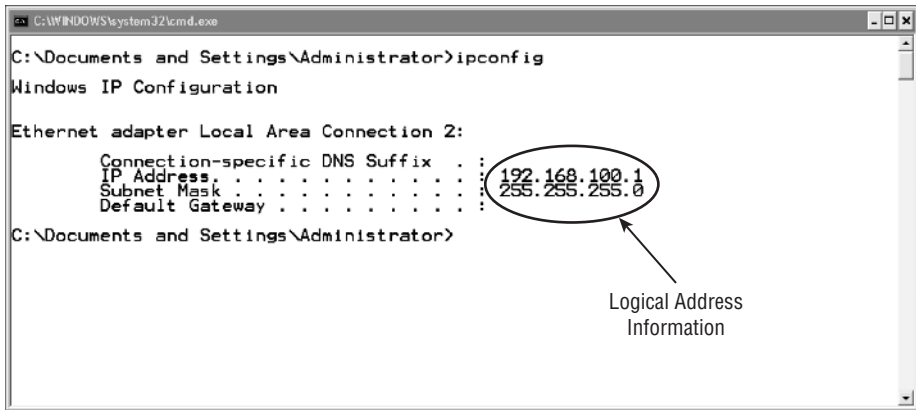 C:\WINDOWS\system32\cmd.exe
C:\Documents and Settings\Administrator>ipconfig
Windows IP Configuration
Ethernet adapter Local Area Connection 2:
Connection-specific DNS Suffix . :
IP Address. . . . . . . . . . . . : 192.168.100.1
Subnet Mask . . . . . . . . . . . : 255.255.255.0
Default Gateway . . . . . . . . . :
C:\Documents and Settings\Administrator>
Logical Address
Information